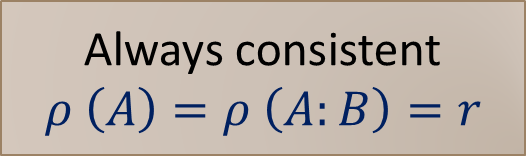 Always consistent
𝜌 (𝐴) = 𝜌 (𝐴: 𝐵) = 𝑟